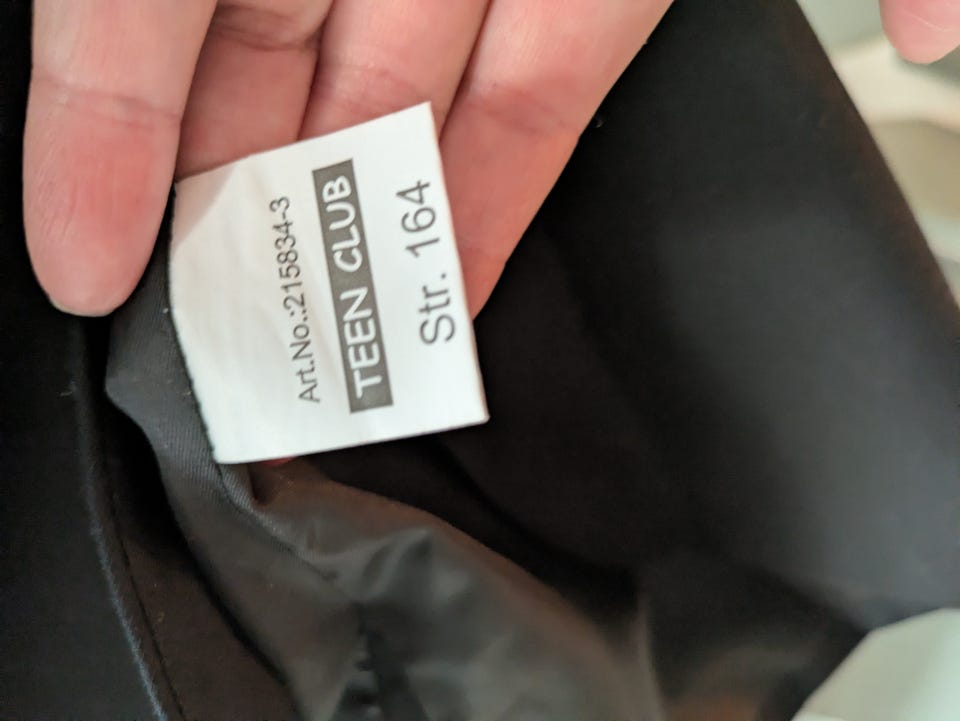 Art.No.:215834-3
TEEN CLUB
Str. 164